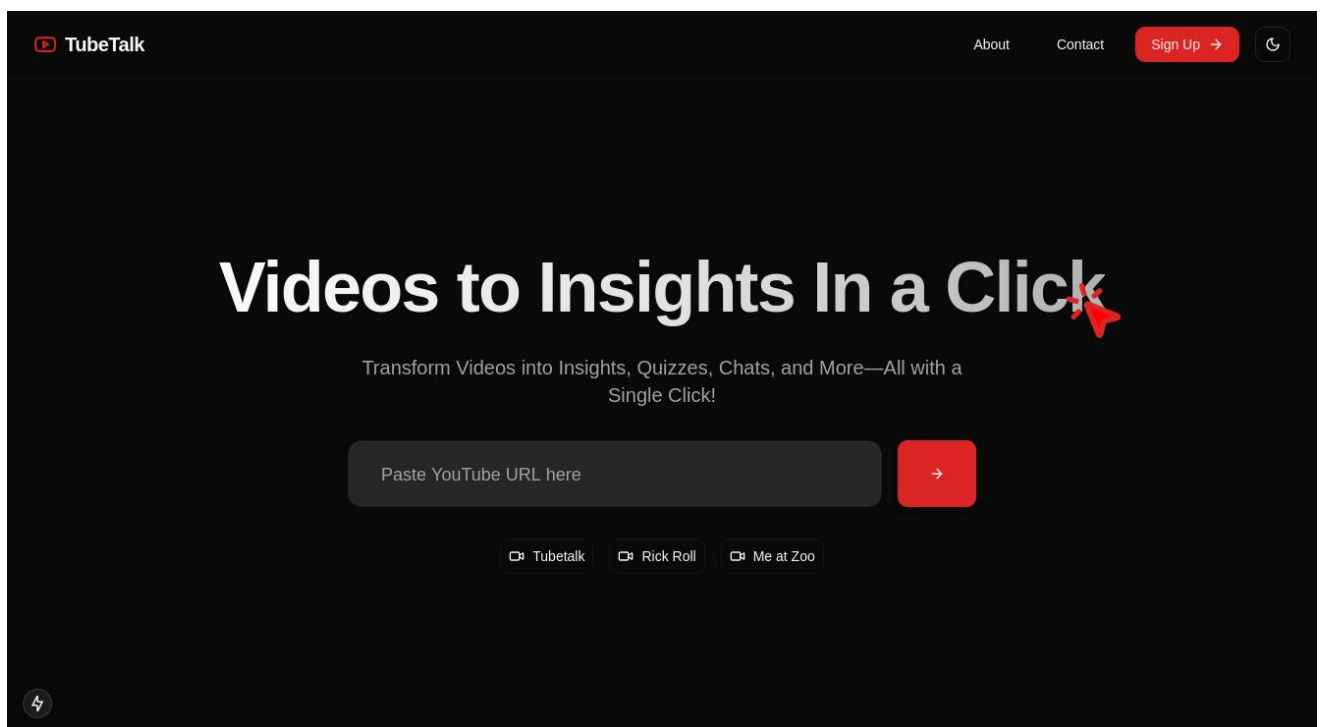 TubeTalk
About
Contact
Sign Up
Videos to Insights In a Click
Transform Videos into Insights, Quizzes, Chats, and More—All with a
Single Click!
Paste YouTube URL here
Tubetalk
Rick Roll
Me at Zoo